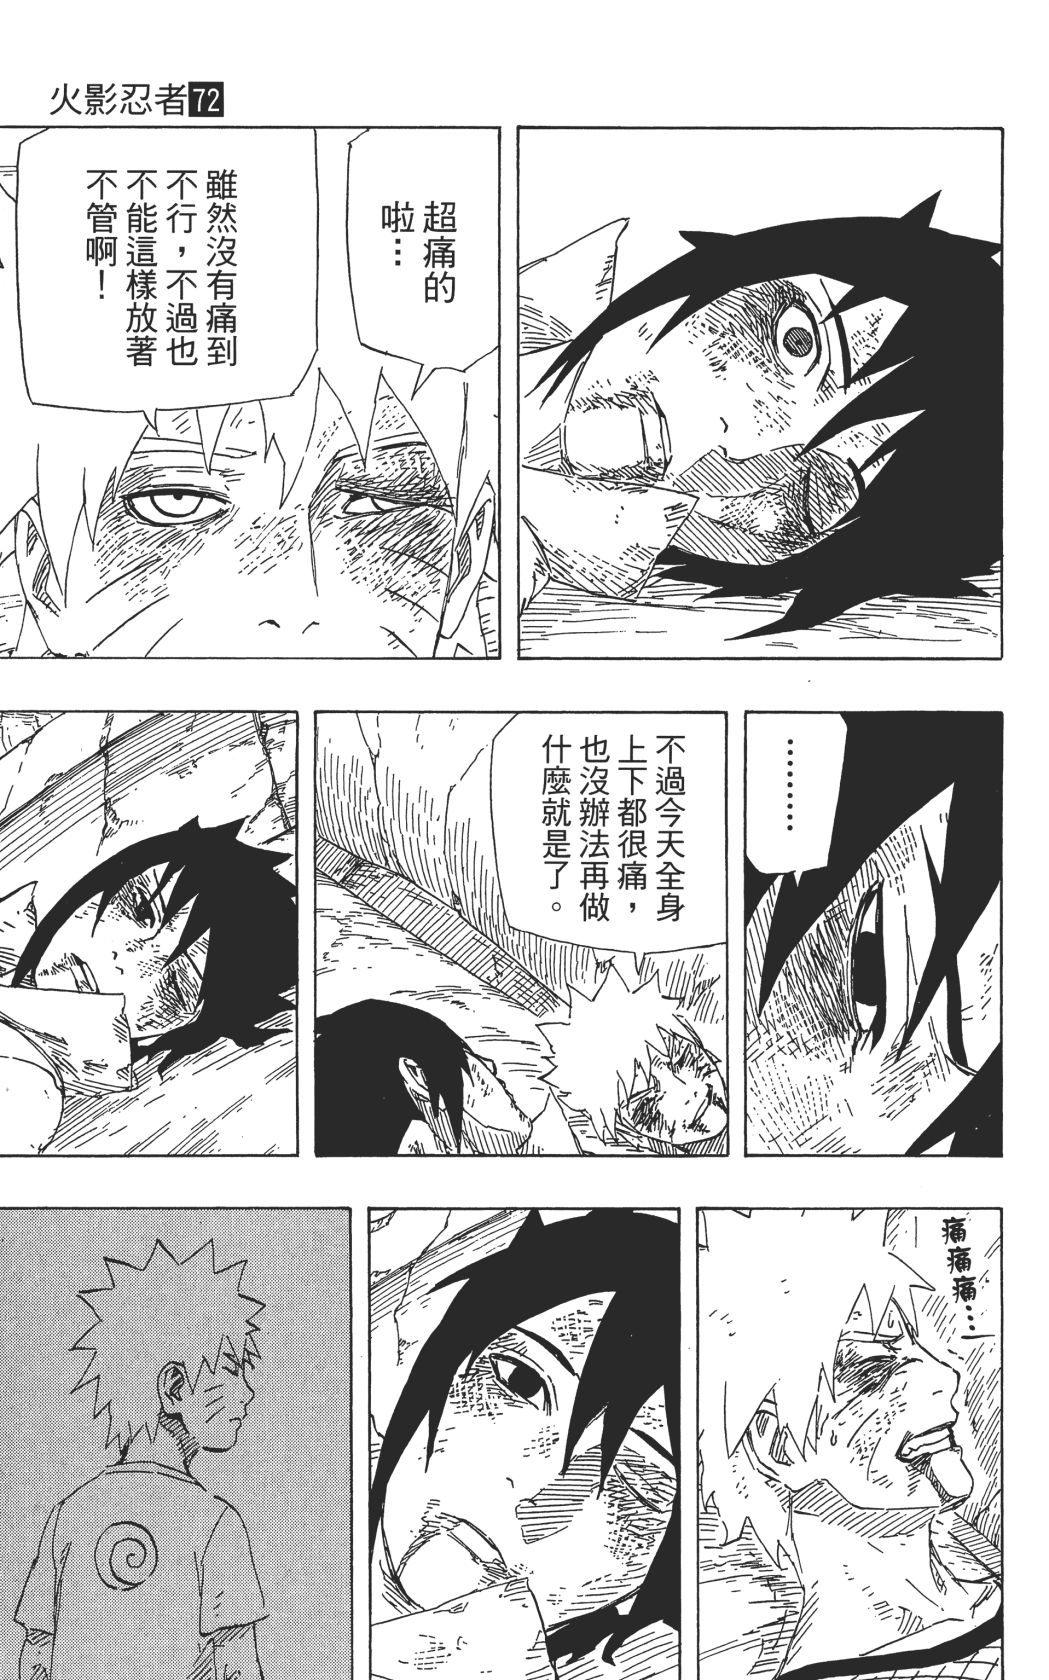 火影忍者72
超痛的
啦…
雖然沒有痛到
不行，不過也
不能這樣放著
不管啊！
………
不過今天全身
上下都很痛，
也沒辦法再做
什麼就是了。
痛痛痛…